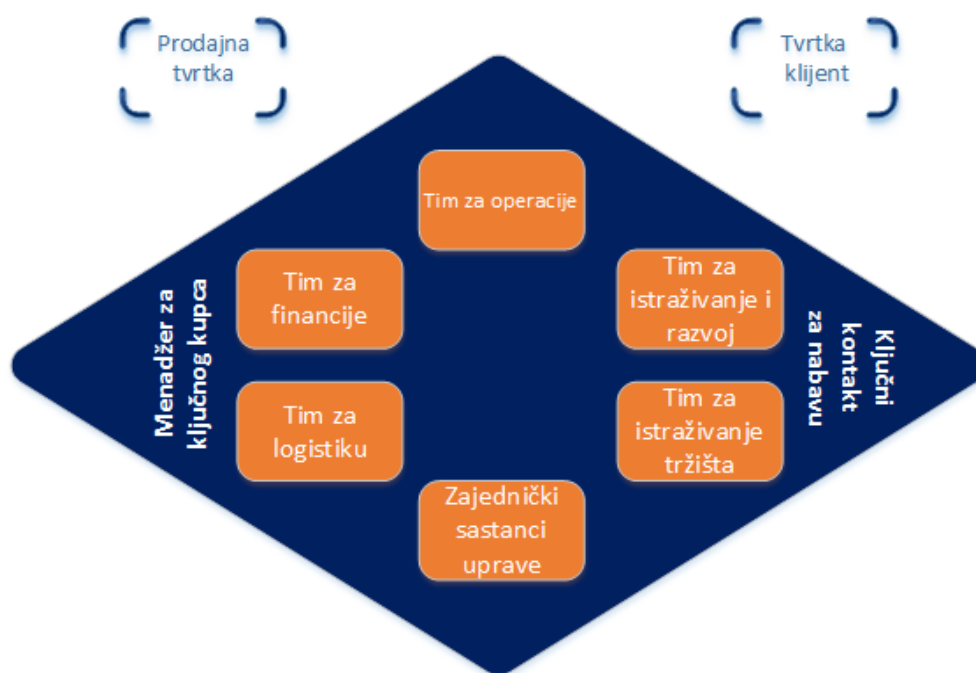 Prodajna
tvrtka
Tvrtka
klijent
Tim za operacije
Tim za
financije
Tim za
istraživanje i
razvoj
Menadžer za
ključnog kupca
Ključni
kontakt
za nabavu
Tim za
logistiku
Tim za
istraživanje
tržišta
Zajednički
sastanci
uprave